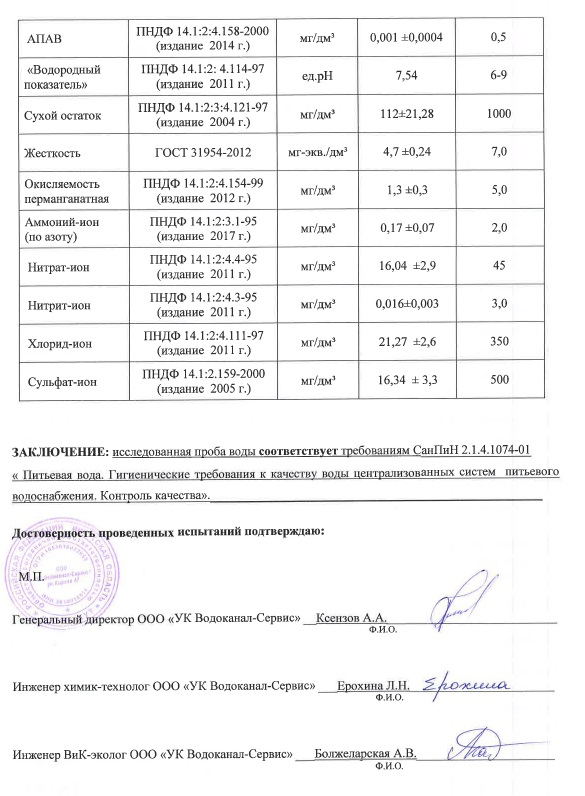 АПАВ ПНДФ 14.1:2:4.158-2000 (издание 2014 г.) мг/дм³ 0,001 ±0,0004 0,5
«Водородный показатель» ПНДФ 14.1:2: 4.114-97 (издание 2011 г.) ед.pH 7,54 6-9
Сухой остаток ПНДФ 14.1:2:3:4.121-97 (издание 2004 г.) мг/дм³ 112±21,28 1000
Жесткость ГОСТ 31954-2012 мг-экв./дм³ 4,7 ±0,24 7,0
Окисляемость перманганатная ПНДФ 14.1:2:4.154-99 (издание 2012 г.) мг/дм³ 1,3 ±0,3 5,0
Аммоний-ион (по азоту) ПНДФ 14.1:2:3.1-95 (издание 2017 г.) мг/дм³ 0,17 ±0,07 2,0
Нитрат-ион ПНДФ 14.1:2:4.4-95 (издание 2011 г.) мг/дм³ 16,04 ±2,9 45
Нитрит-ион ПНДФ 14.1:2:4.3-95 (издание 2011 г.) мг/дм³ 0,016±0,003 3,0
Хлорид-ион ПНДФ 14.1:2:4.111-97 (издание 2011 г.) мг/дм³ 21,27 ±2,6 350
Сульфат-ион ПНДФ 14.1:2.159-2000 (издание 2005 г.) мг/дм³ 16,34 ± 3,3 500
ЗАКЛЮЧЕНИЕ: исследованная проба воды соответствует требованиям СанПиН 2.1.4.1074-01
« Питьевая вода. Гигиенические требования к качеству воды централизованных систем питьевого
водоснабжения. Контроль качества».
Достоверность проведенных испытаний подтверждаю:
М.П.
Генеральный директор ООО «УК Водоканал-Сервис» Ксензов А.А.
Ф.И.О.
Инженер химик-технолог ООО «УК Водоканал-Сервис» Ерохина Л.Н. Ерохина
Ф.И.О.
Инженер ВиК-эколог ООО «УК Водоканал-Сервис» Болжеларская А.В.
Ф.И.О.